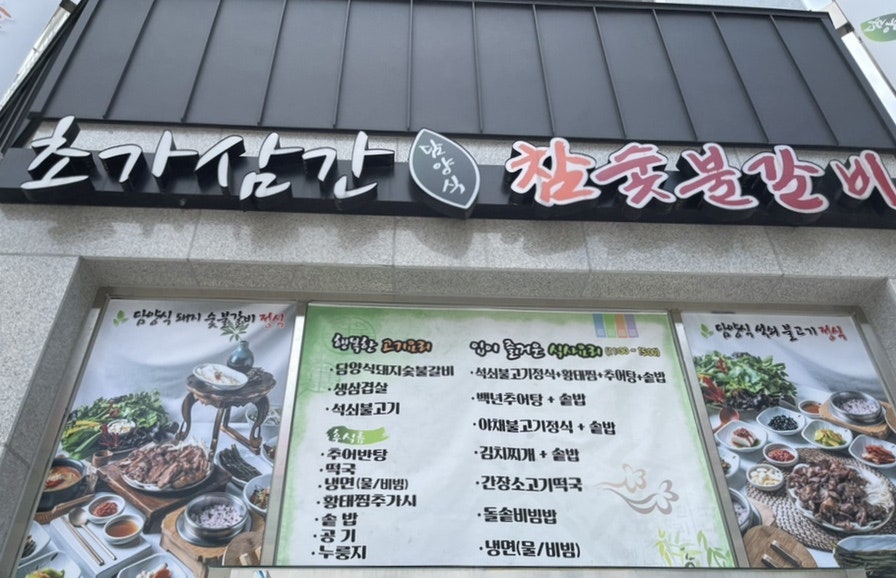 초가삼간 담양식 참숯불갈비
담양식 돼지 숯불갈비 정식
행복한 고기요리
·담양식돼지숯불갈비
·생삼겹살
·석쇠불고기
후식류
·추어반탕
·떡국
·냉면(물/비빔)
·황태찜추가시
·솥 밥
·공 기
·누룽지
입이 즐거운 식사요리
·석쇠불고기정식+황태찜+추어탕+솥밥
·백년추어탕 + 솥밥
·야채불고기정식 + 솥밥
·김치찌개 + 솥밥
·간장소고기떡국
·돌솥비빔밥
·냉면(물/비빔)
담양식 석쇠 불고기 정식